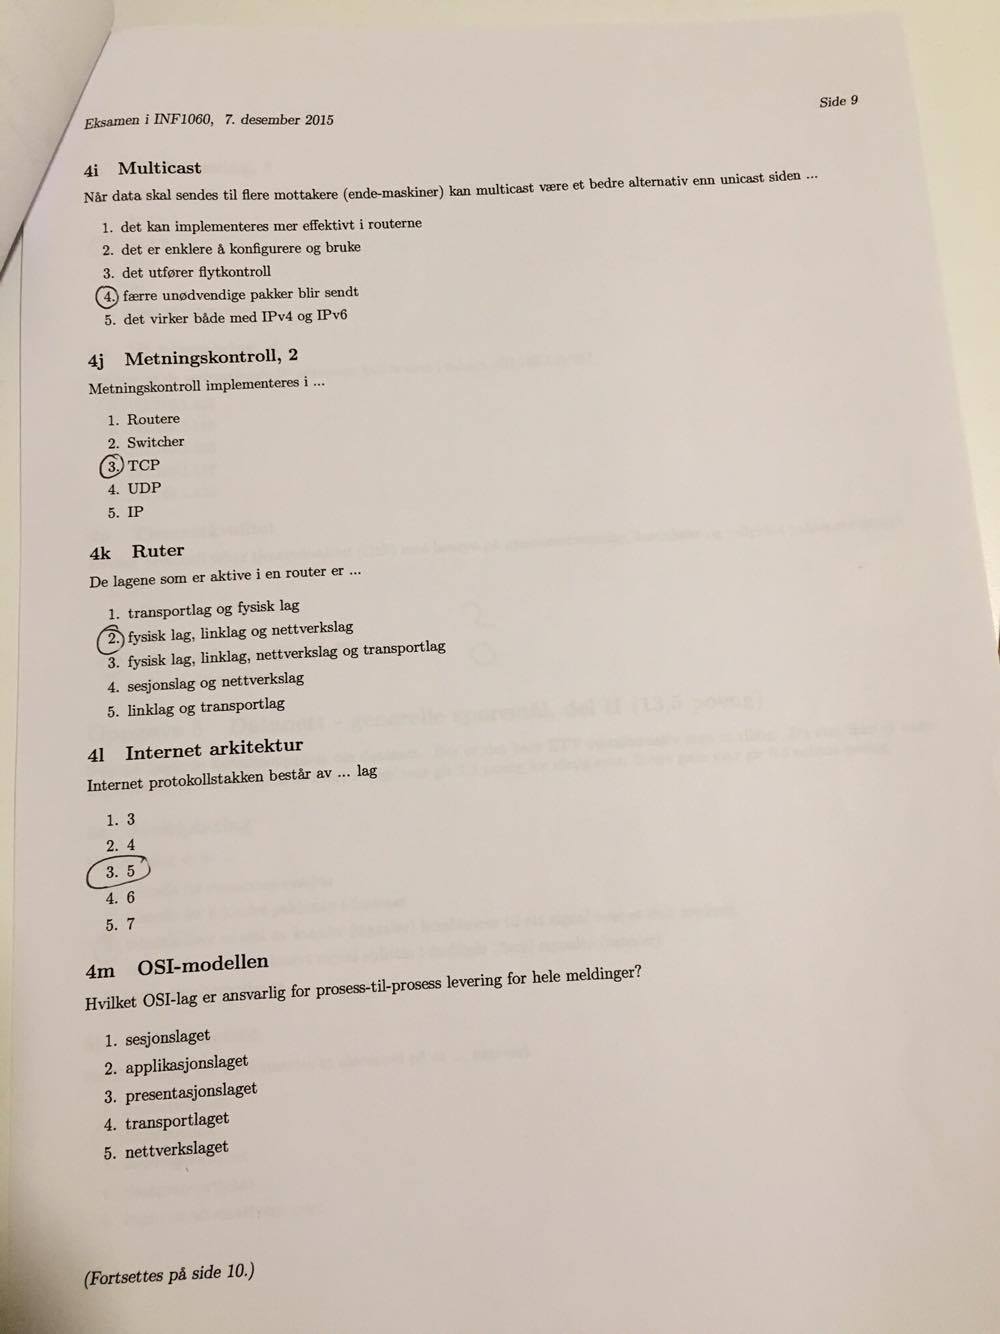 Eksamen i INF1060, 7. desember 2015
Side 9
4i Multicast
Når data skal sendes til flere mottakere (ende-maskiner) kan multicast være et bedre alternativ enn unicast siden ...
1. det kan implementeres mer effektivt i routerne
2. det er enklere å konfigurere og bruke
3. det utfører flytkontroll
4. færre unødvendige pakker blir sendt
5. det virker både med IPv4 og IPv6
4j Metningskontroll, 2
Metningskontroll implementeres i ...
1. Routere
2. Switcher
3. TCP
4. UDP
5. IP
4k Ruter
De lagene som er aktive i en router er ...
1. transportlag og fysisk lag
2. fysisk lag, linklag og nettverkslag
3. fysisk lag, linklag, nettverkslag og transportlag
4. sesjonslag og nettverkslag
5. linklag og transportlag
4l Internet arkitektur
Internet protokollstakken består av ... lag
1. 3
2. 4
3. 5
4. 6
5. 7
4m OSI-modellen
Hvilket OSI-lag er ansvarlig for prosess-til-prosess levering for hele meldinger?
1. sesjonslaget
2. applikasjonslaget
3. presentasjonslaget
4. transportlaget
5. nettverkslaget
(Fortsettes på side 10.)